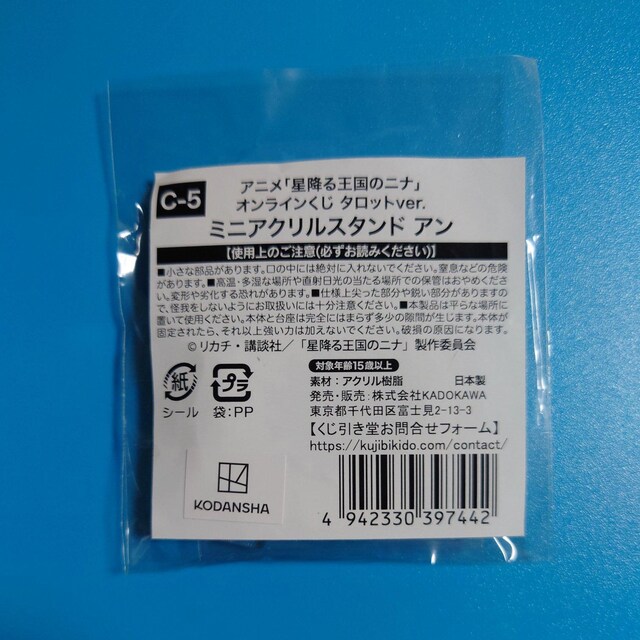 C-5
アニメ「星降る王国のニナ」
オンラインくじ タロットver.
ミニアクリルスタンド アン
【使用上のご注意(必ずお読みください)】
■小さな部品があります。口の中には絶対に入れないでください。窒息などの危険
があります。■高温・多湿な場所や直射日光の当たる場所での保管はおやめくださ
い。変形や劣化する恐れがあります。■仕様上尖った部分や鋭い部分がありますの
で、怪我をしないようにお取扱いには十分注意ください。■本製品は平らな場所に
置いて使用ください。本体と台座は完全にはまらず多少の隙間が生じます。本体が
固定されたら、それ以上強い力は加えないでください。破損の原因になります。
©リカチ・講談社/「星降る王国のニナ」製作委員会
紙
シール
プラ
袋:PP
対象年齢15歳以上
素材:アクリル樹脂 日本製
発売・販売:株式会社KADOKAWA
東京都千代田区富士見2-13-3
【くじ引き堂お問合せフォーム】
https://kujibikido.com/contact/
KODANSHA
4 942330 397442